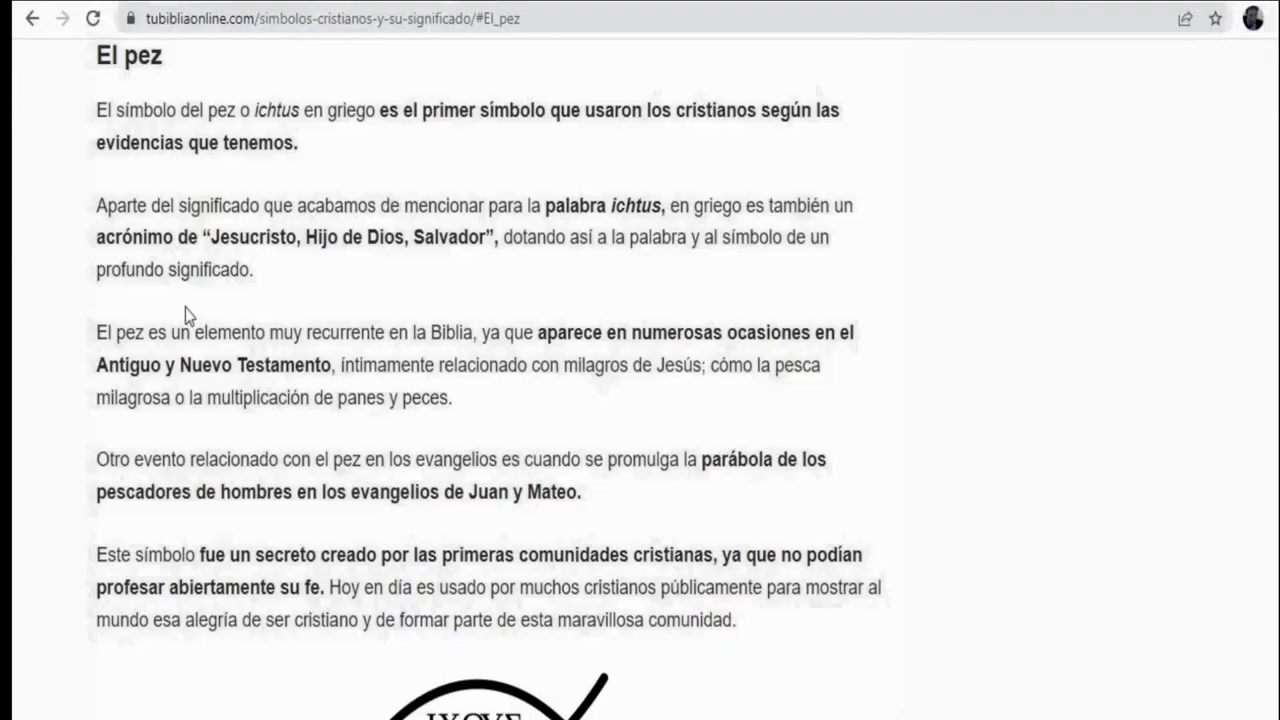 tubibliaonline.com/simbolos-cristianos-y-su-significado/#El_pez
El pez
El símbolo del pez o ichtus en griego es el primer símbolo que usaron los cristianos según las
evidencias que tenemos.
Aparte del significado que acabamos de mencionar para la palabra ichtus, en griego es también un
acrónimo de “Jesucristo, Hijo de Dios, Salvador”, dotando así a la palabra y al símbolo de un
profundo significado.
El pez es un elemento muy recurrente en la Biblia, ya que aparece en numerosas ocasiones en el
Antiguo y Nuevo Testamento, íntimamente relacionado con milagros de Jesús; cómo la pesca
milagrosa o la multiplicación de panes y peces.
Otro evento relacionado con el pez en los evangelios es cuando se promulga la parábola de los
pescadores de hombres en los evangelios de Juan y Mateo.
Este símbolo fue un secreto creado por las primeras comunidades cristianas, ya que no podían
profesar abiertamente su fe. Hoy en día es usado por muchos cristianos públicamente para mostrar al
mundo esa alegría de ser cristiano y de formar parte de esta maravillosa comunidad.